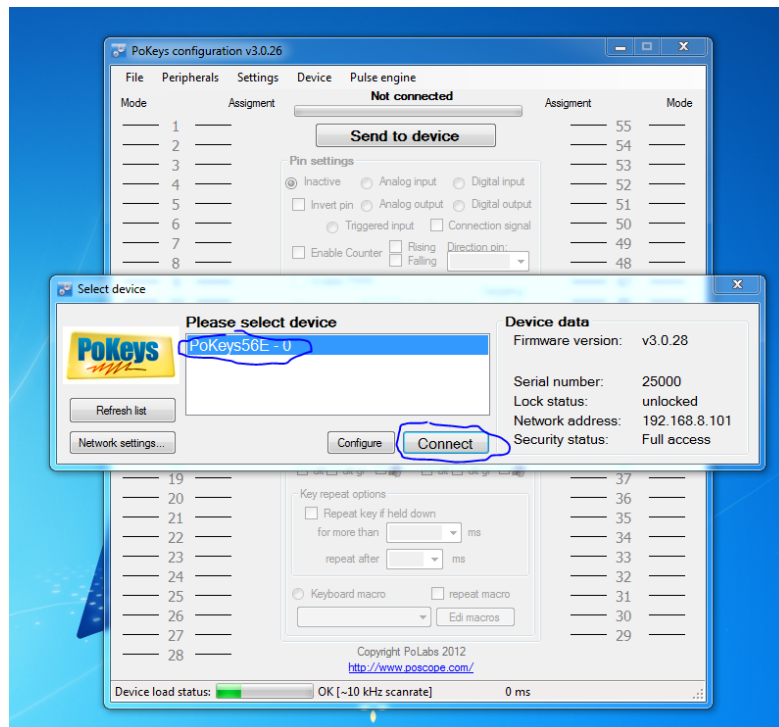 PoKeys configuration v3.0.26
File Peripherals Settings Device Pulse engine
Mode Assigment Not connected Assigment Mode
Send to device
1 55
2 54
Pin settings
3 53
Inactive Analog input Digital input
4 52
Invert pin Analog output Digital output
5 51
Triggered input Connection signal
6 50
7 49
Enable Counter Rising Direction pin:
Falling
8 48
Select device
PoKeys
Please select device
PoKeys56E - 0
Refresh list
Network settings...
Configure Connect
Device data
Firmware version: v3.0.28
Serial number: 25000
Lock status: unlocked
Network address: 192.168.8.101
Security status: Full access
19 37
20 36
Key repeat options
21 35
Repeat key if held down
22 34
for more than ms
23 33
repeat after ms
24 32
25 31
Keyboard macro repeat macro
26 30
Edi macros
27 29
28
Copyright PoLabs 2012
http://www.poscope.com/
Device load status: OK [~10 kHz scanrate] 0 ms